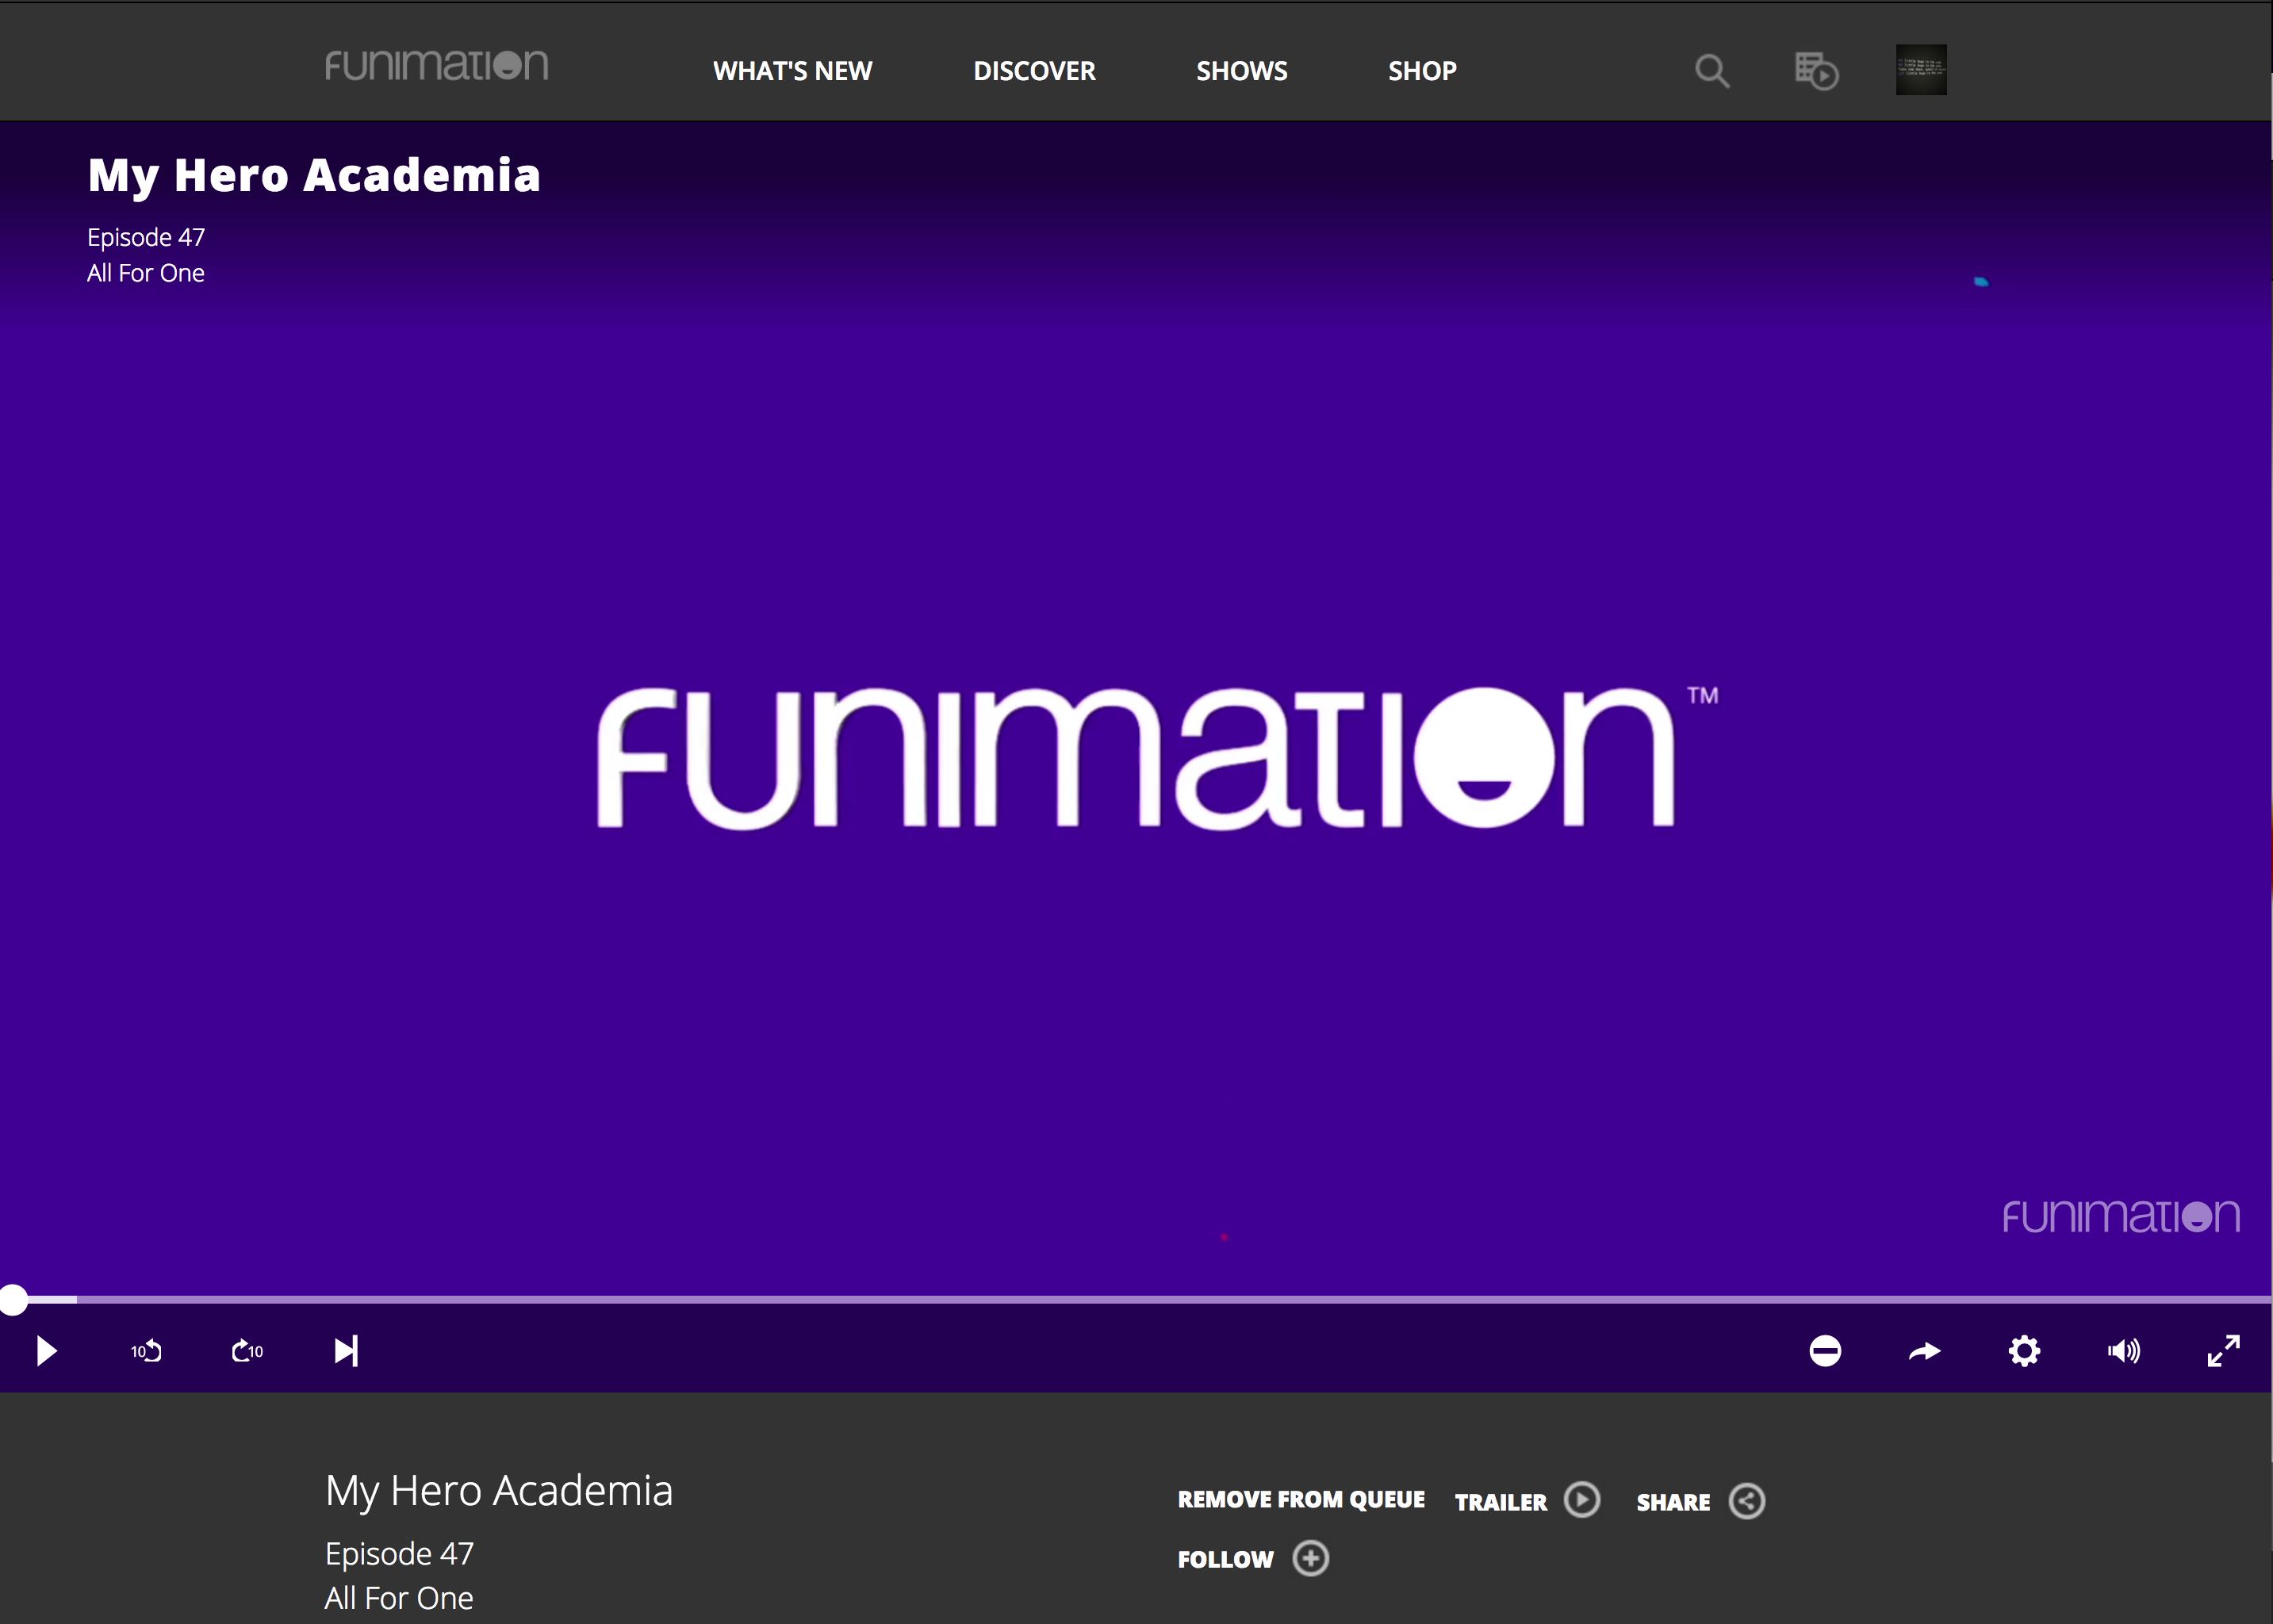 funimation
WHAT'S NEW DISCOVER SHOWS SHOP
My Hero Academia
Episode 47
All For One
funimation™
funimation
10 10
My Hero Academia
Episode 47
All For One
REMOVE FROM QUEUE TRAILER SHARE
FOLLOW